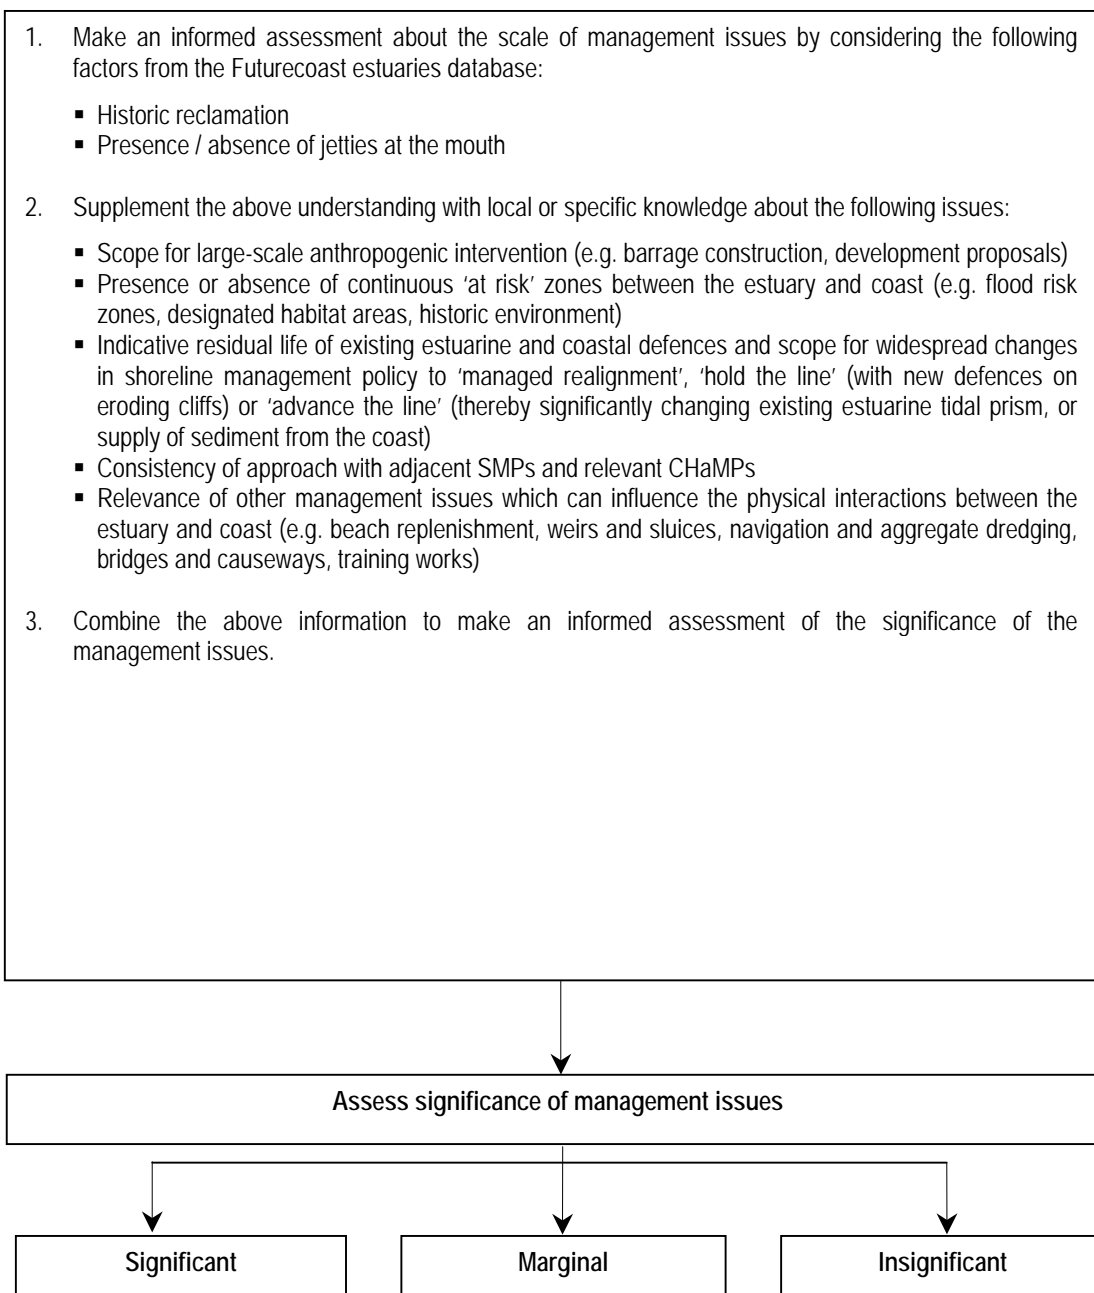 1. Make an informed assessment about the scale of management issues by considering the following
factors from the Futurecoast estuaries database:
▪ Historic reclamation
▪ Presence / absence of jetties at the mouth
2. Supplement the above understanding with local or specific knowledge about the following issues:
▪ Scope for large-scale anthropogenic intervention (e.g. barrage construction, development proposals)
▪ Presence or absence of continuous ‘at risk’ zones between the estuary and coast (e.g. flood risk
zones, designated habitat areas, historic environment)
▪ Indicative residual life of existing estuarine and coastal defences and scope for widespread changes
in shoreline management policy to ‘managed realignment’, ‘hold the line’ (with new defences on
eroding cliffs) or ‘advance the line’ (thereby significantly changing existing estuarine tidal prism, or
supply of sediment from the coast)
▪ Consistency of approach with adjacent SMPs and relevant CHaMPs
▪ Relevance of other management issues which can influence the physical interactions between the
estuary and coast (e.g. beach replenishment, weirs and sluices, navigation and aggregate dredging,
bridges and causeways, training works)
3. Combine the above information to make an informed assessment of the significance of the
management issues.
Assess significance of management issues
Significant
Marginal
Insignificant